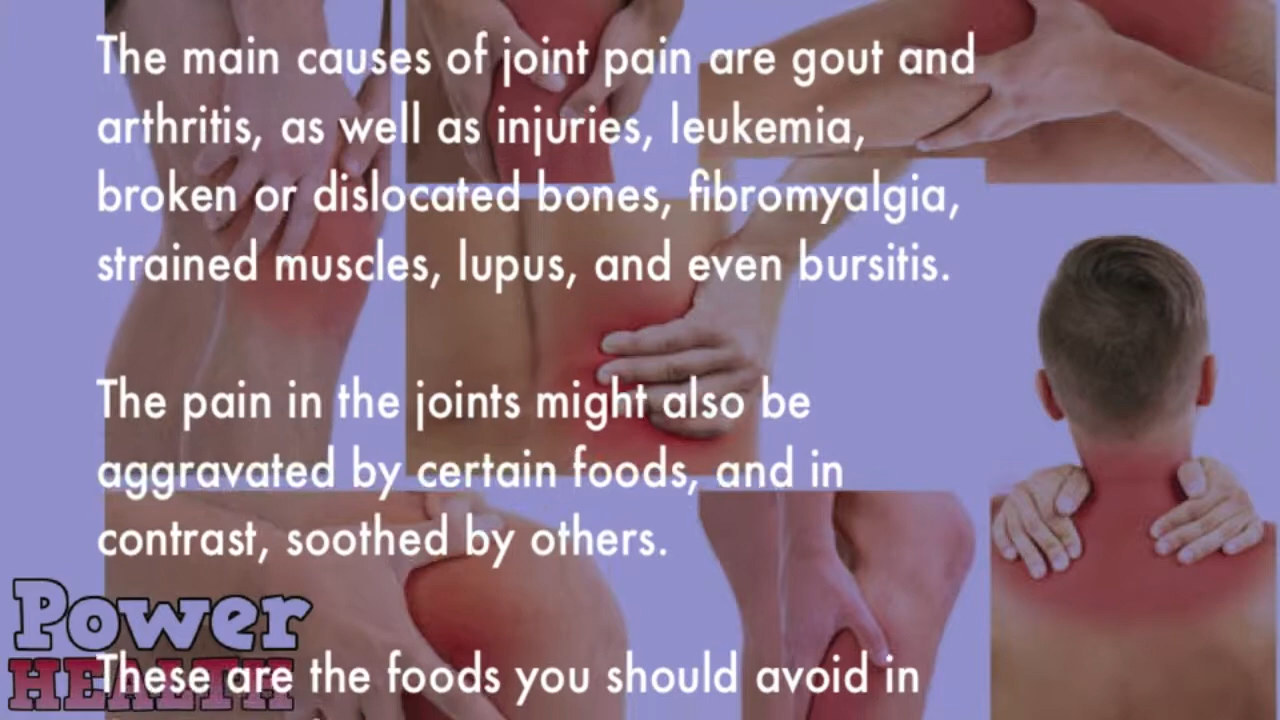 The main causes of joint pain are gout and
arthritis, as well as injuries, leukemia,
broken or dislocated bones, fibromyalgia,
strained muscles, lupus, and even bursitis.
The pain in the joints might also be
aggravated by certain foods, and in
contrast, soothed by others.
Power
HEALTH
These are the foods you should avoid in